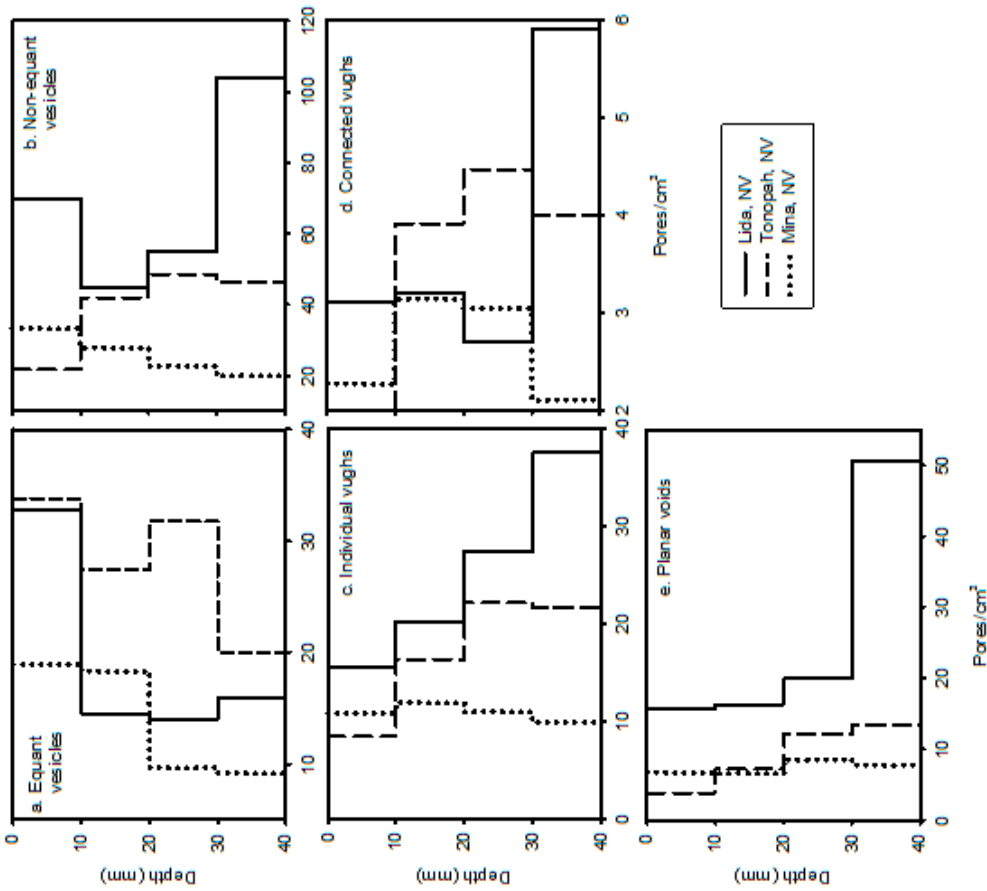 a. Equant
vesicles
b. Non-equant
vesicles
Depth (mm)
0
10
20
30
40
10 20 30 40
20 40 60 80 100 120
c. Individual vughs
d. Connected vughs
Depth (mm)
0
10
20
30
40
0 10 20 30 40
2 3 4 5 6
Pores/cm²
e. Planar voids
Depth (mm)
0
10
20
30
40
0 10 20 30 40 50
Pores/cm²
Lida, NV
Tonopah, NV
Mina, NV